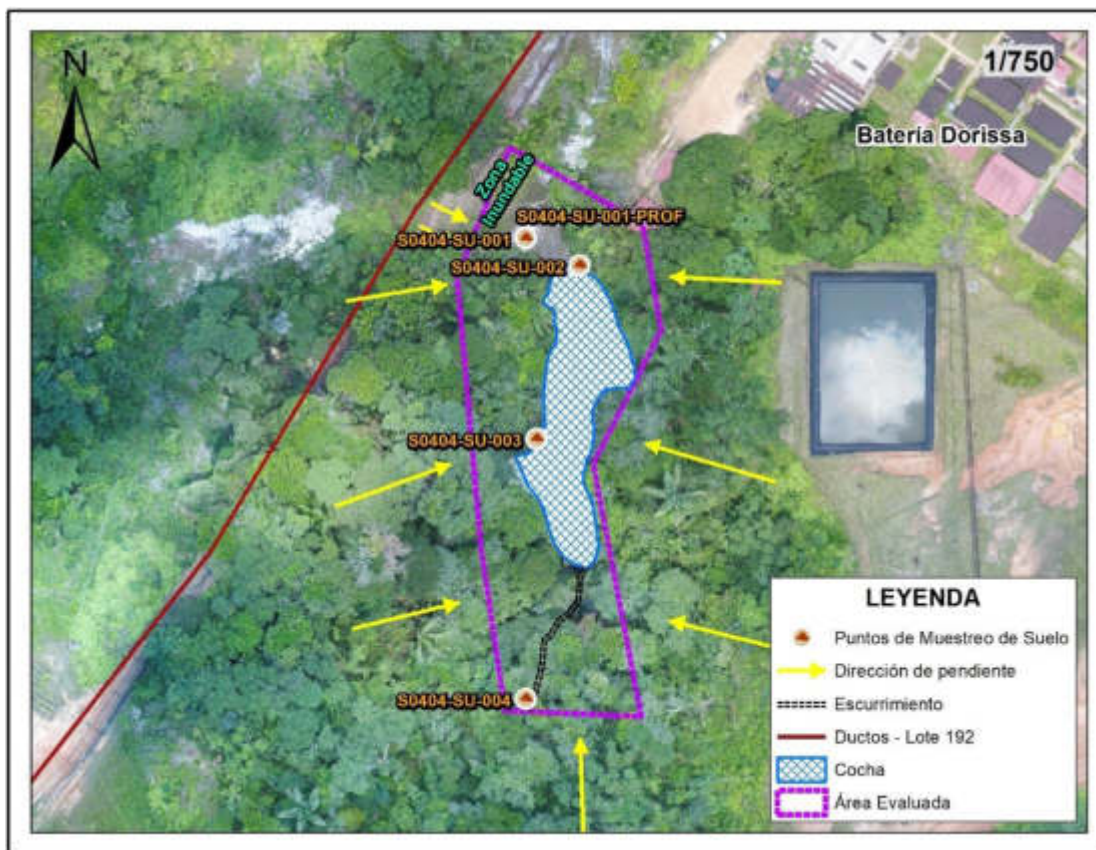 N
1/750
Batería Dorissa
Zona
Inundable
S0404-SU-001-PROF
S0404-SU-001
S0404-SU-002
S0404-SU-003
S0404-SU-004
LEYENDA
Puntos de Muestreo de Suelo
Dirección de pendiente
Escurrimiento
Ductos - Lote 192
Cocha
Área Evaluada